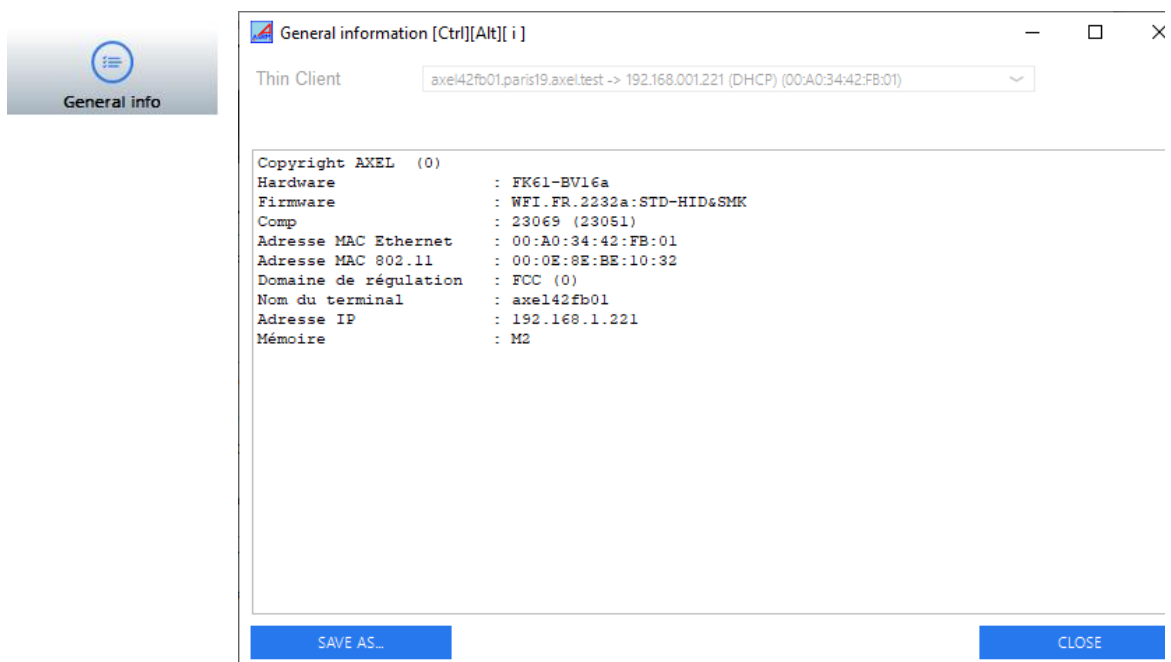 General info
General information [Ctrl][Alt][ i ]
Thin Client axel42fb01.paris19.axel.test -> 192.168.001.221 (DHCP) (00:A0:34:42:FB:01)
Copyright AXEL (0)
Hardware : FK61-BV16a
Firmware : WFI.FR.2232a:STD-HID&SMK
Comp : 23069 (23051)
Adresse MAC Ethernet : 00:A0:34:42:FB:01
Adresse MAC 802.11 : 00:0E:8E:BE:10:32
Domaine de régulation : FCC (0)
Nom du terminal : axel42fb01
Adresse IP : 192.168.1.221
Mémoire : M2
SAVE AS... CLOSE